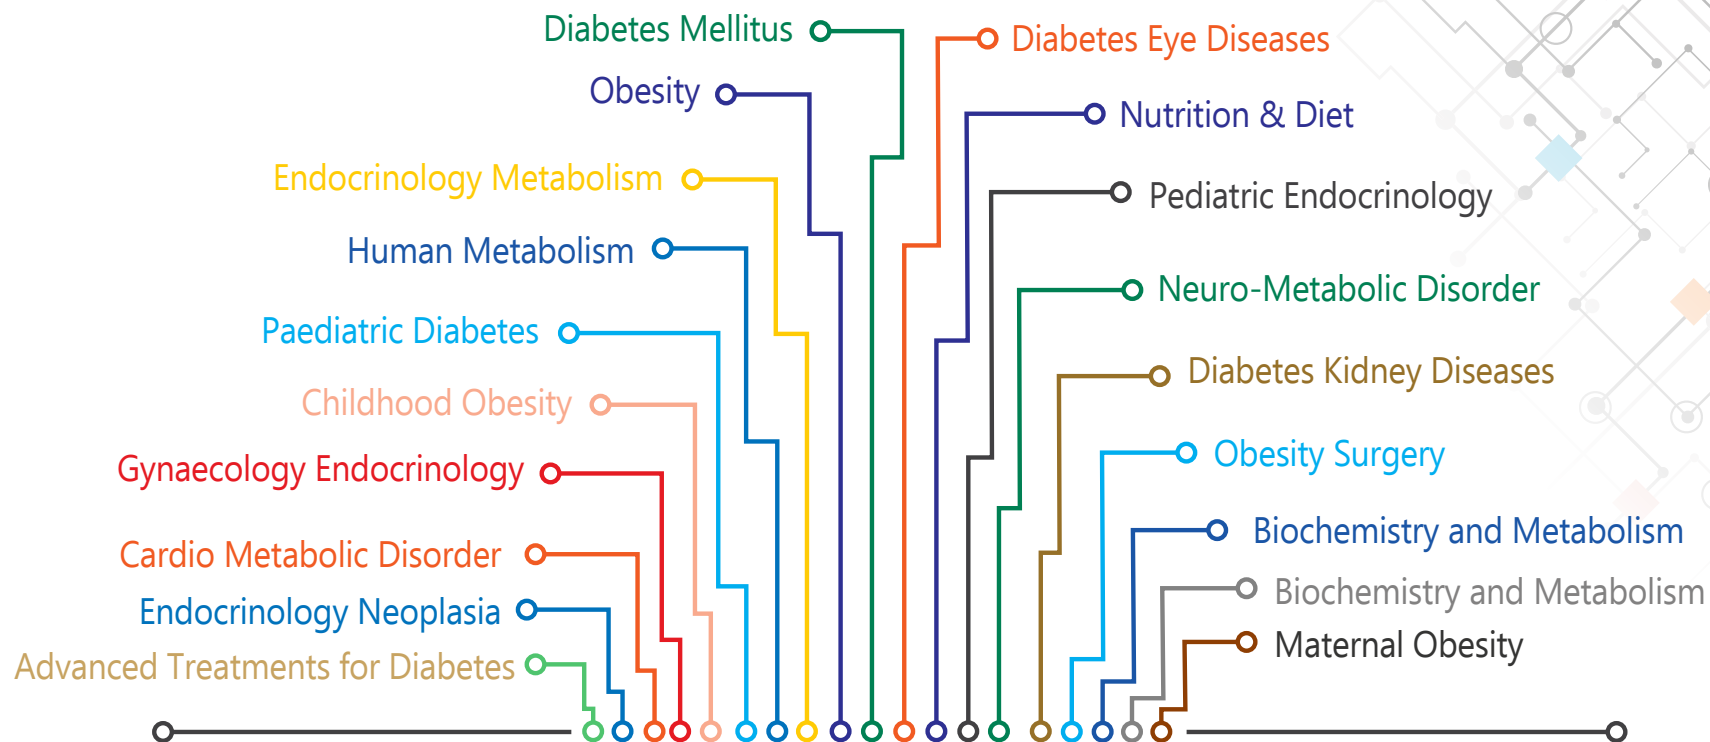 Diabetes Mellitus
Obesity
Endocrinology Metabolism
Human Metabolism
Paediatric Diabetes
Childhood Obesity
Gynaecology Endocrinology
Cardio Metabolic Disorder
Endocrinology Neoplasia
Advanced Treatments for Diabetes
Diabetes Eye Diseases
Nutrition & Diet
Pediatric Endocrinology
Neuro-Metabolic Disorder
Diabetes Kidney Diseases
Obesity Surgery
Biochemistry and Metabolism
Biochemistry and Metabolism
Maternal Obesity